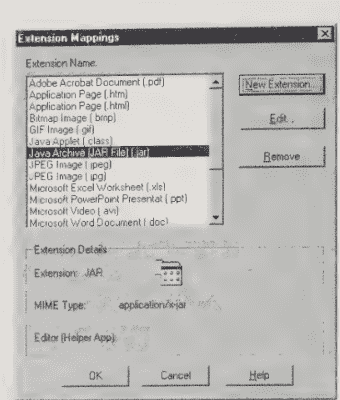 Extension Mappings
Extension Name:
Adobe Acrobat Document (.pdf)
Application Page (.htm)
Application Page (.html)
Bitmap Image (.bmp)
GIF Image (.gif)
Java Applet (.class)
Java Archive (JAR File) (.jar)
JPEG Image (.jpeg)
JPEG Image (.jpg)
Microsoft Excel Worksheet (.xls)
Microsoft PowerPoint Presentat (.ppt)
Microsoft Video (.avi)
Microsoft Word Document (.doc)
New Extension...
Edit...
Remove
Extension Details
Extension: JAR
MIME Type: application/x-jar
Editor (Helper App):
OK
Cancel
Help